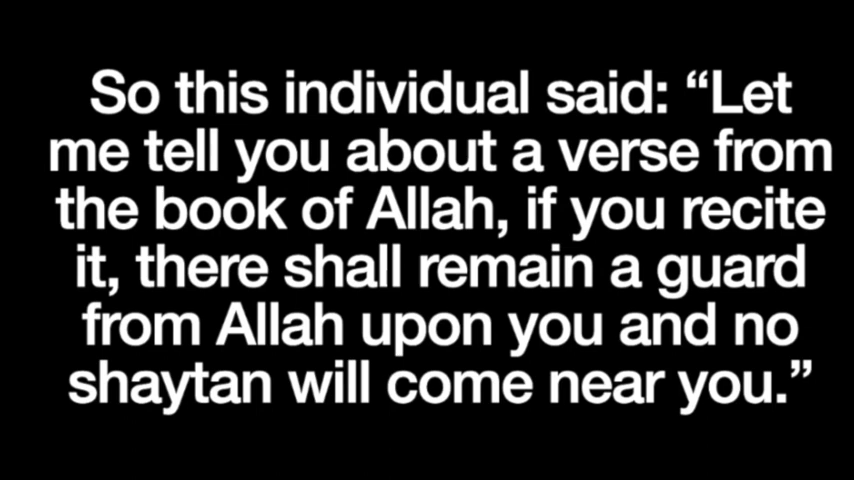 So this individual said: “Let
me tell you about a verse from
the book of Allah, if you recite
it, there shall remain a guard
from Allah upon you and no
shaytan will come near you.”